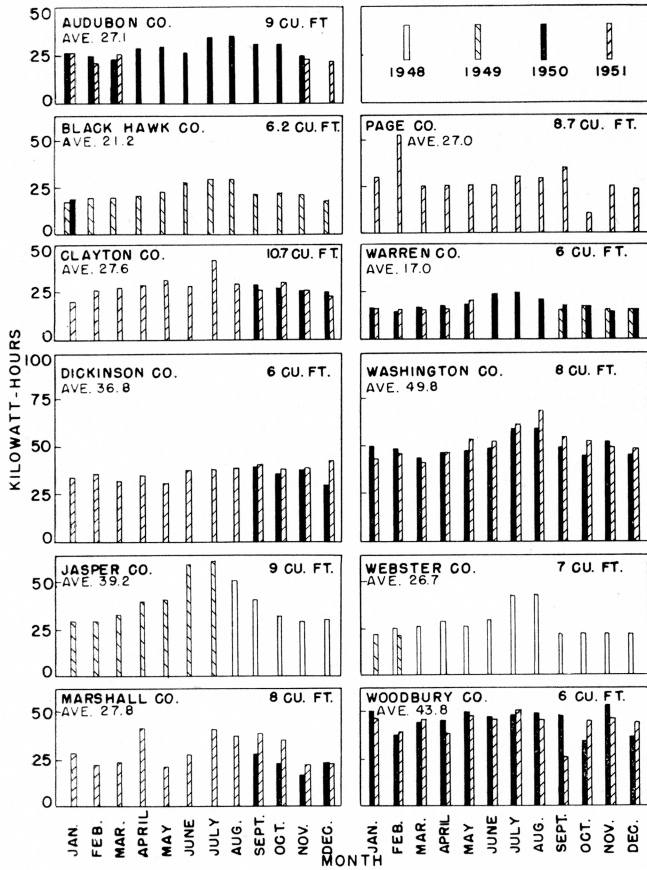 50
25
0
AUDUBON CO. 9 CU. FT
AVE. 27.1
1948 1949 1950 1951
50
25
0
BLACK HAWK CO. 6.2 CU. FT.
AVE. 21.2
PAGE CO. 8.7 CU. FT.
AVE. 27.0
50
25
0
CLAYTON CO. 10.7 CU. FT
AVE. 27.6
WARREN CO. 6 CU. FT.
AVE. 17.0
KILOWATT-HOURS
100
75
50
25
0
DICKINSON CO. 6 CU. FT.
AVE. 36.8
WASHINGTON CO. 8 CU. FT.
AVE. 49.8
50
25
0
JASPER CO. 9 CU. FT.
AVE. 39.2
WEBSTER CO. 7 CU. FT.
AVE. 26.7
50
25
0
MARSHALL CO. 8 CU. FT.
AVE. 27.8
WOODBURY CO. 6 CU. FT.
AVE. 43.8
JAN. FEB. MAR. APRIL MAY JUNE JULY AUG. SEPT. OCT. NOV. DEC.
JAN. FEB. MAR. APRIL MAY JUNE JULY AUG. SEPT. OCT. NOV. DEC.
MONTH